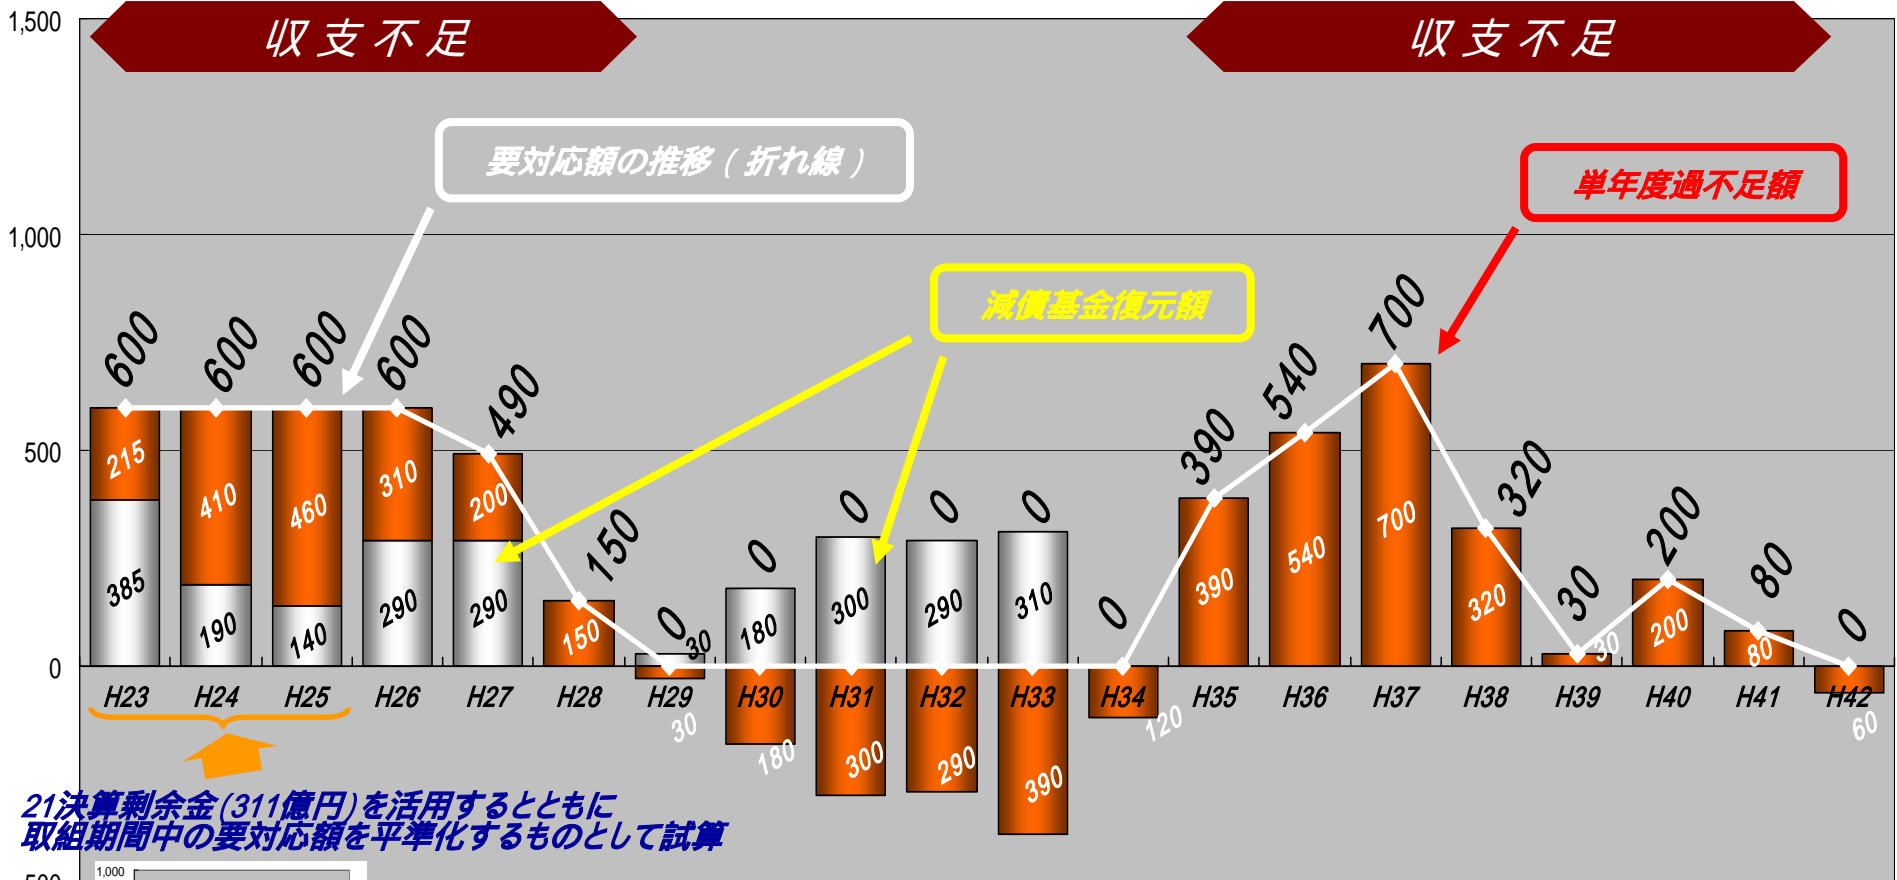 1,500
収支不足
収支不足
要対応額の推移（折れ線）
単年度過不足額
1,000
減債基金復元額
600
600
600
600
490
150
0
0
0
0
0
0
390
540
700
320
30
200
80
0
500
215
410
460
310
200
150
390
540
700
320
30
200
80
385
190
140
290
290
30
180
300
290
310
0
H23
H24
H25
H26
H27
H28
H29
H30
H31
H32
H33
H34
H35
H36
H37
H38
H39
H40
H41
H42
30
180
300
290
390
120
60
21決算剰余金(311億円)を活用するとともに
取組期間中の要対応額を平準化するものとして試算
1,000